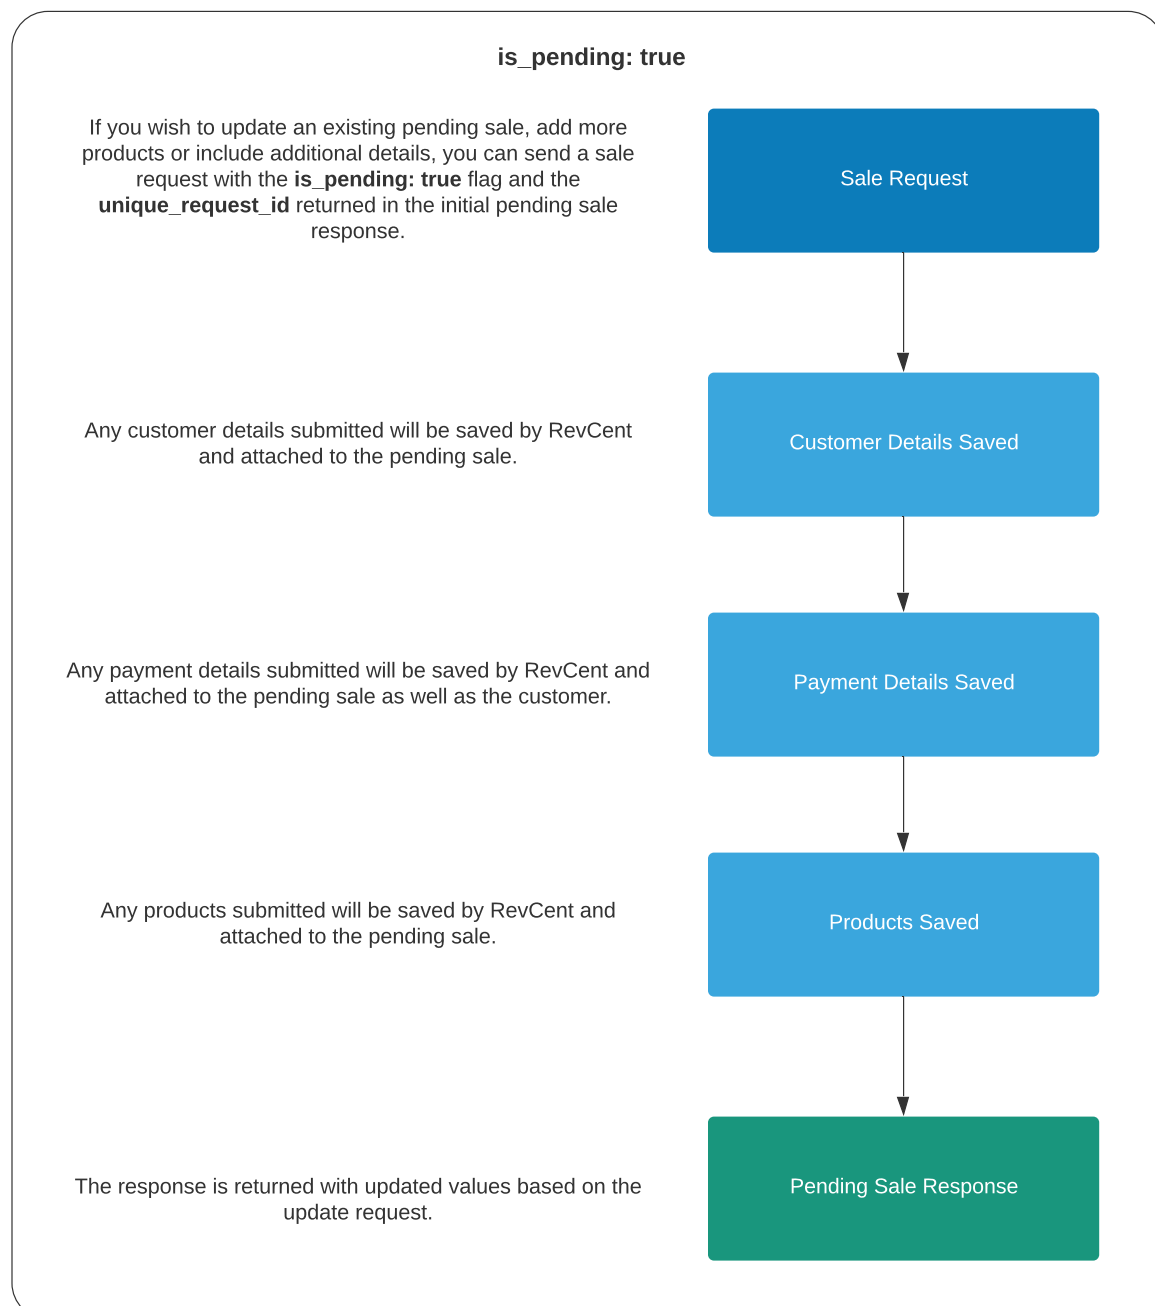 is_pending: true
If you wish to update an existing pending sale, add more
products or include additional details, you can send a sale
request with the is_pending: true flag and the
unique_request_id returned in the initial pending sale
response.
Sale Request
Any customer details submitted will be saved by RevCent
and attached to the pending sale.
Customer Details Saved
Any payment details submitted will be saved by RevCent and
attached to the pending sale as well as the customer.
Payment Details Saved
Any products submitted will be saved by RevCent and
attached to the pending sale.
Products Saved
The response is returned with updated values based on the
update request.
Pending Sale Response